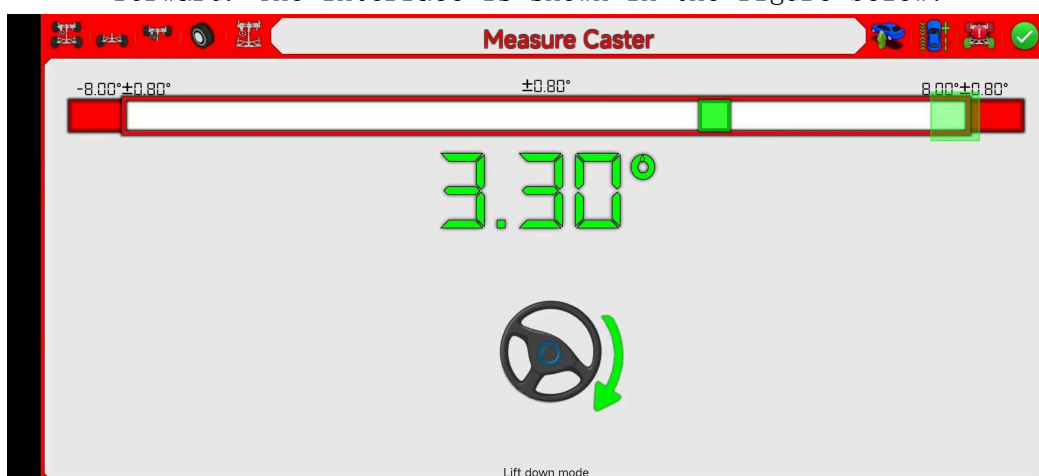 forward. The interface is shown in the figure below.
Measure Caster
-8.00°±0.80° ±0.80° 8.00°±0.80°
3.30°
Lift down mode